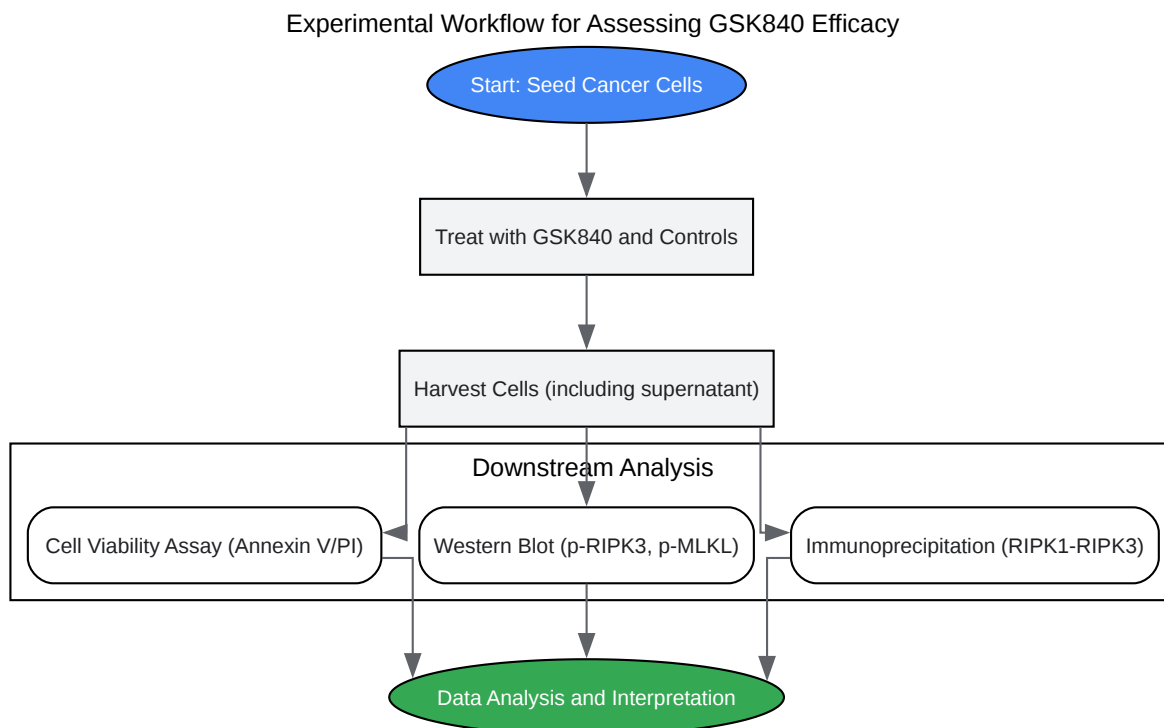 Experimental Workflow for Assessing GSK840 Efficacy
Start: Seed Cancer Cells
Treat with GSK840 and Controls
Harvest Cells (including supernatant)
Downstream Analysis
Cell Viability Assay (Annexin V/PI)
Western Blot (p-RIPK3, p-MLKL)
Immunoprecipitation (RIPK1-RIPK3)
Data Analysis and Interpretation